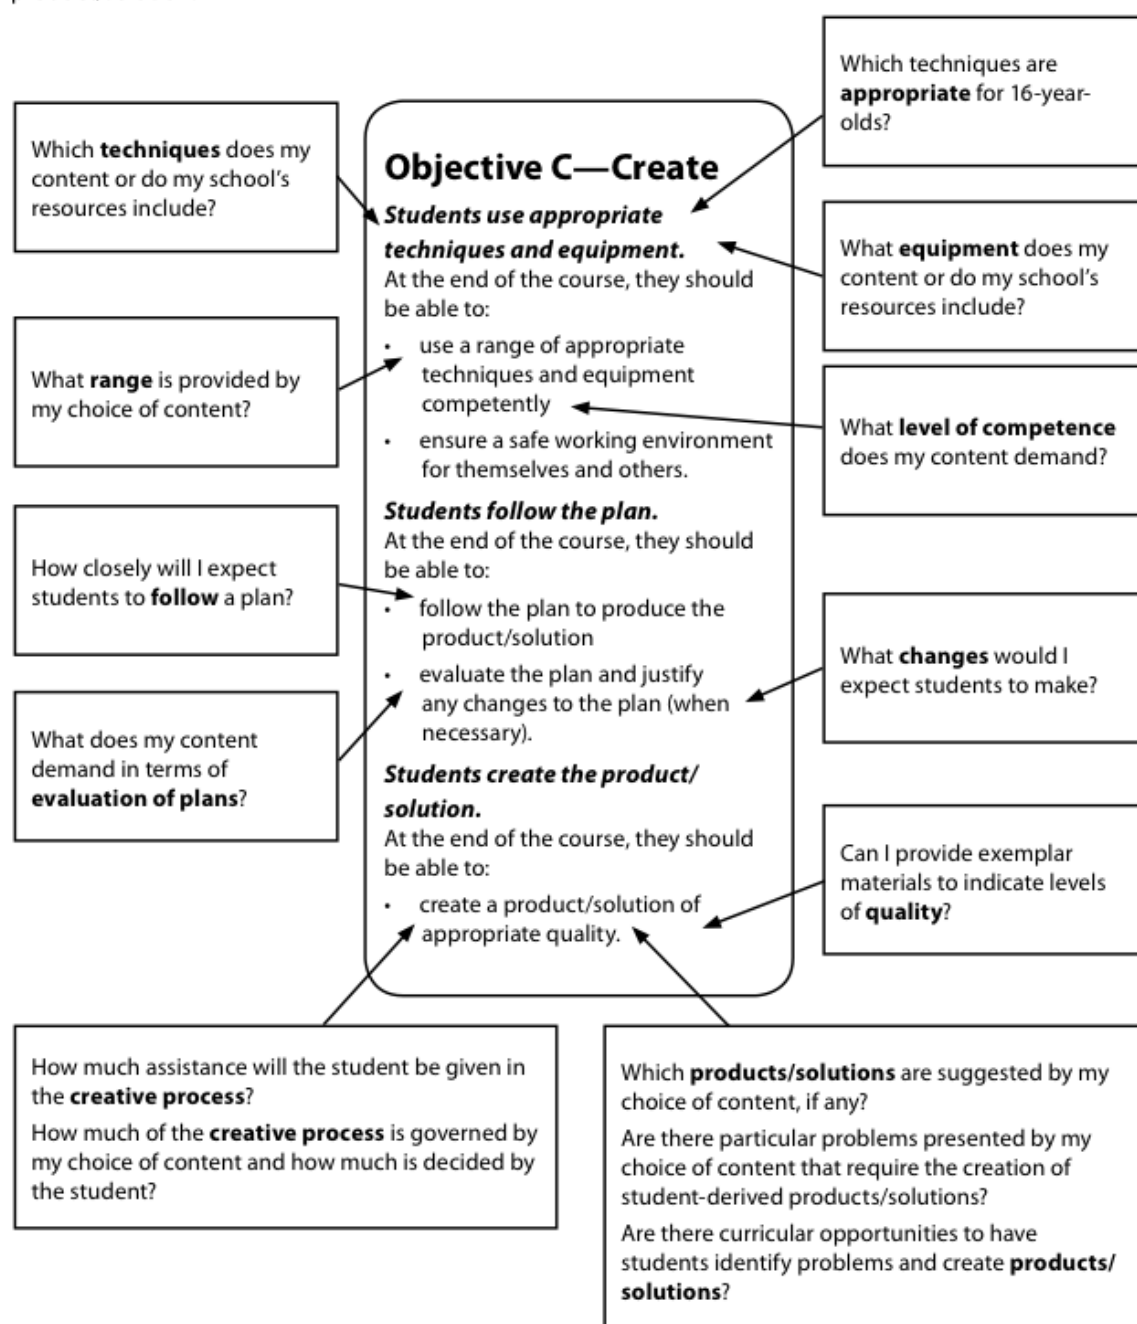 Which techniques are
appropriate for 16-year-
olds?
Which techniques does my
content or do my school's
resources include?
Objective C—Create
Students use appropriate
techniques and equipment.
At the end of the course, they should
be able to:
• use a range of appropriate
techniques and equipment
competently
• ensure a safe working environment
for themselves and others.
Students follow the plan.
At the end of the course, they should
be able to:
• follow the plan to produce the
product/solution
• evaluate the plan and justify
any changes to the plan (when
necessary).
Students create the product/
solution.
At the end of the course, they should
be able to:
• create a product/solution of
appropriate quality.
What equipment does my
content or do my school's
resources include?
What range is provided by
my choice of content?
What level of competence
does my content demand?
How closely will I expect
students to follow a plan?
What changes would I
expect students to make?
What does my content
demand in terms of
evaluation of plans?
Can I provide exemplar
materials to indicate levels
of quality?
How much assistance will the student be given in
the creative process?
How much of the creative process is governed by
my choice of content and how much is decided by
the student?
Which products/solutions are suggested by my
choice of content, if any?
Are there particular problems presented by my
choice of content that require the creation of
student-derived products/solutions?
Are there curricular opportunities to have
students identify problems and create products/
solutions?